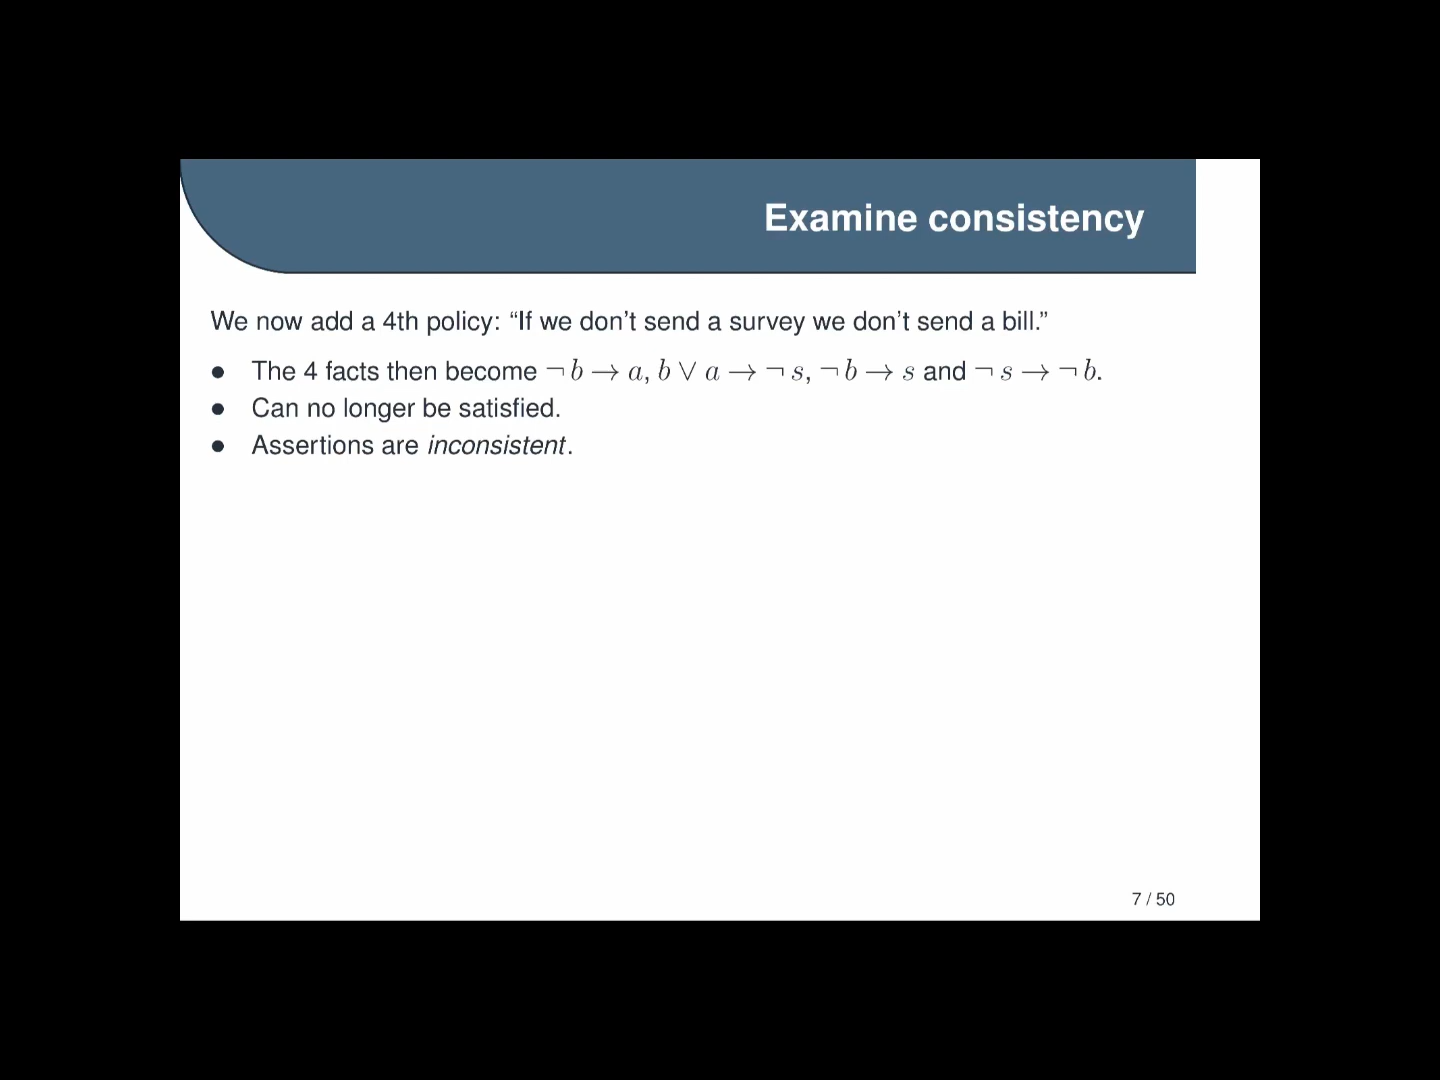 Examine consistency
We now add a 4th policy: “If we don’t send a survey we don’t send a bill.”
● The 4 facts then become ¬ b → a, b ∨ a → ¬ s, ¬ b → s and ¬ s → ¬ b.
● Can no longer be satisfied.
● Assertions are inconsistent.
7 / 50